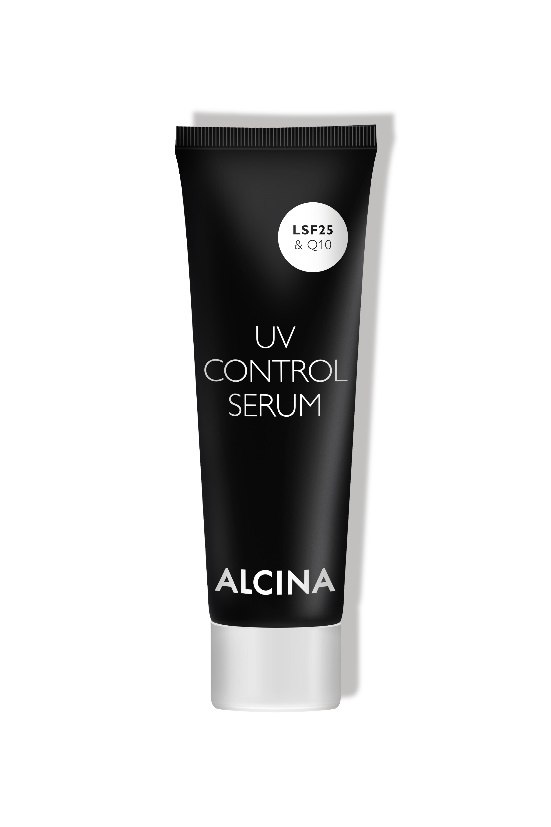 LSF25
& Q10
UV
CONTROL
SERUM
ALCINA